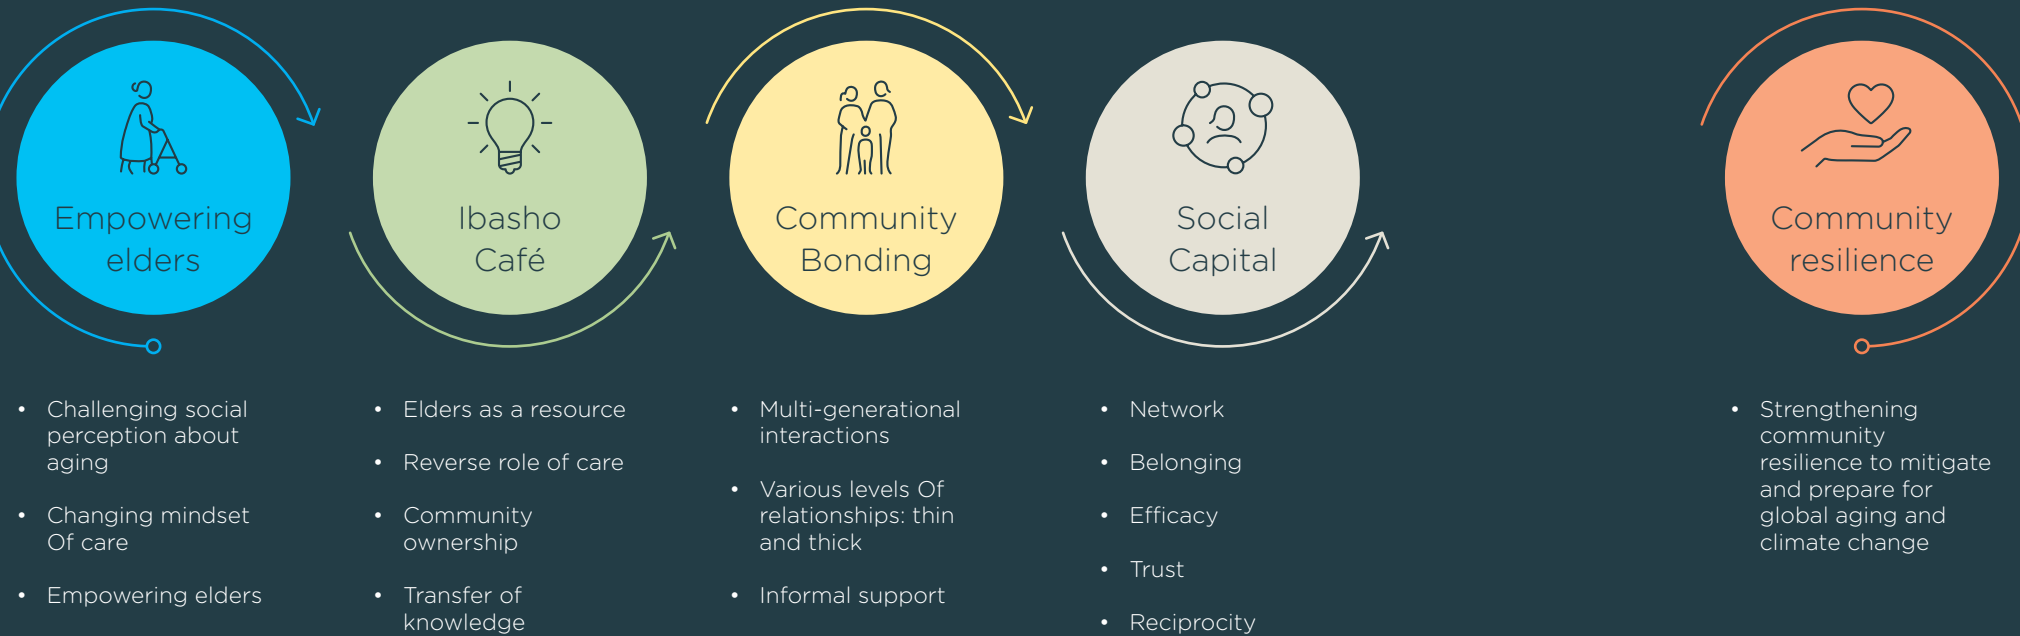 Empowering
elders
Ibasho
Café
Community
Bonding
Social
Capital
Community
resilience
• Challenging social
perception about
aging
• Changing mindset
Of care
• Empowering elders
• Elders as a resource
• Reverse role of care
• Community
ownership
• Transfer of
knowledge
• Multi-generational
interactions
• Various levels Of
relationships: thin
and thick
• Informal support
• Network
• Belonging
• Efficacy
• Trust
• Reciprocity
• Strengthening
community
resilience to mitigate
and prepare for
global aging and
climate change